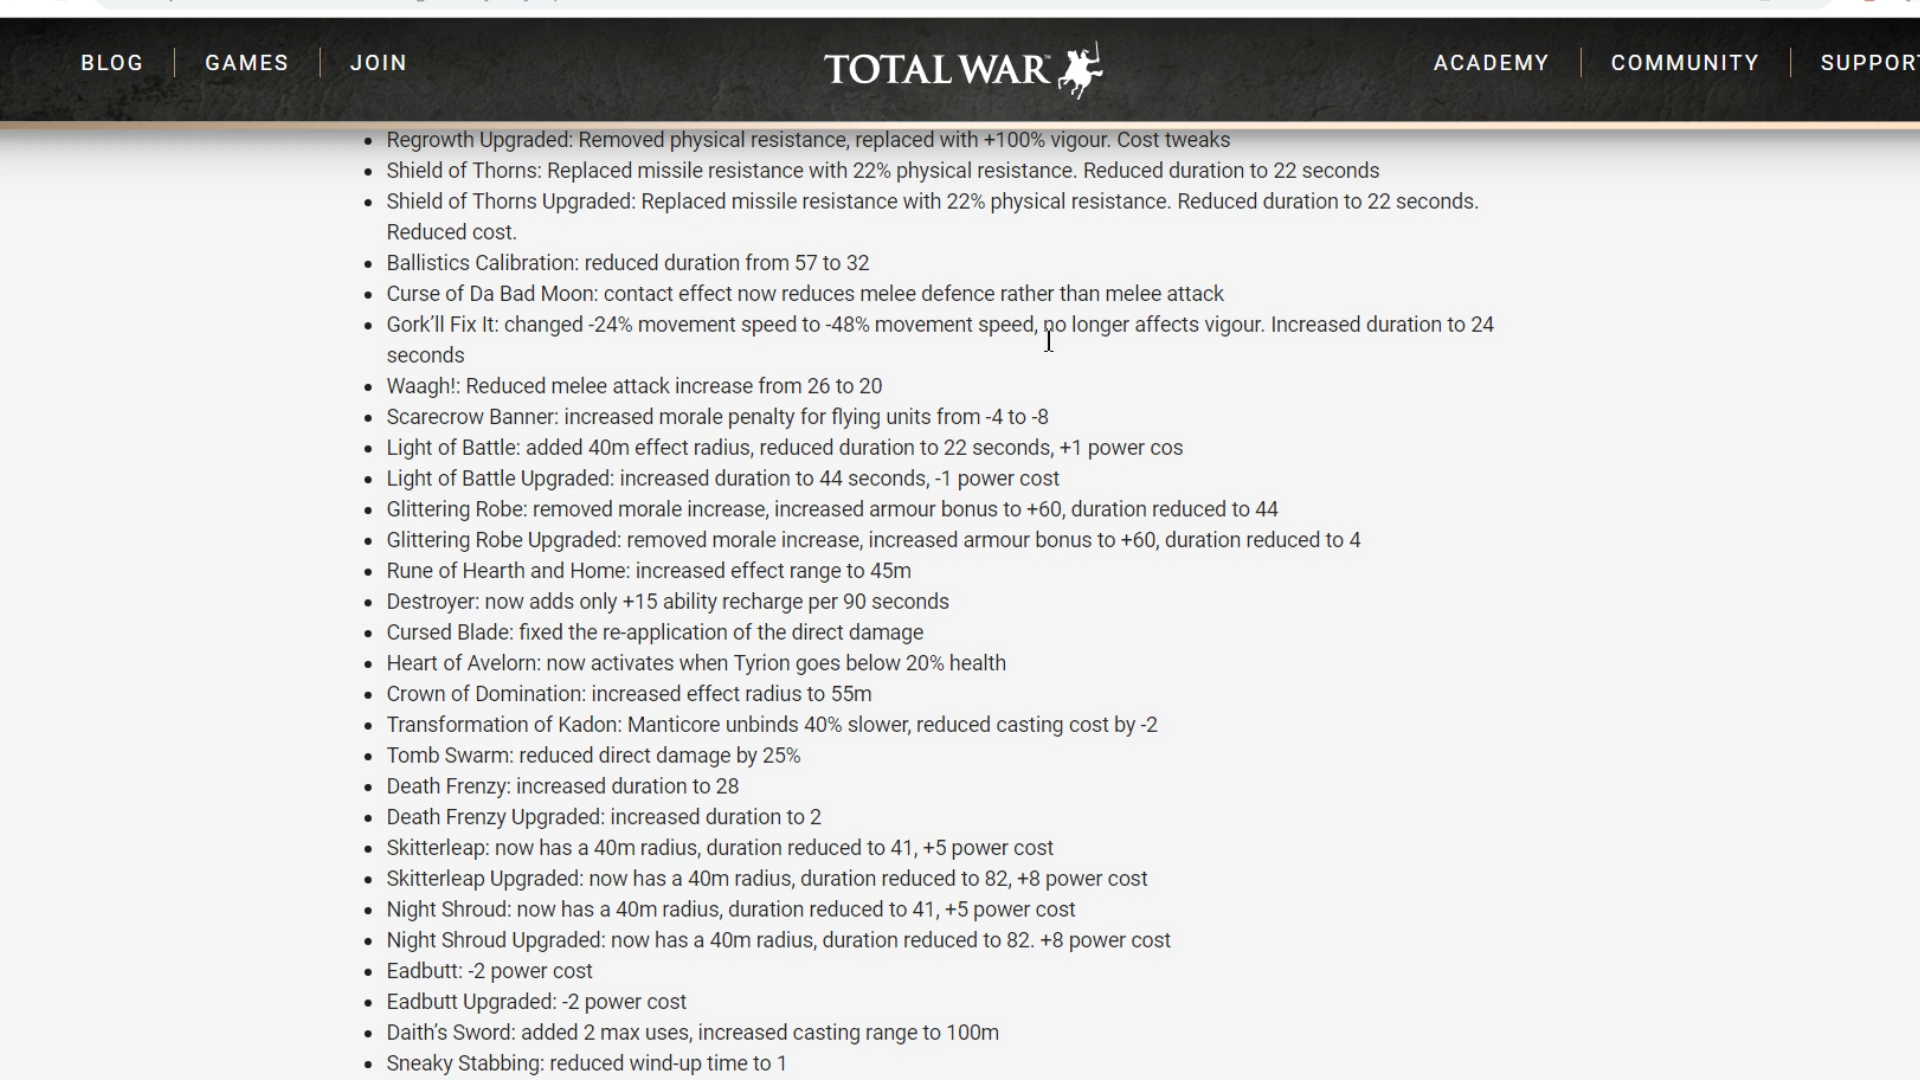 BLOG
GAMES
JOIN
TOTAL WAR
ACADEMY
COMMUNITY
SUPPORT
Regrowth Upgraded: Removed physical resistance, replaced with +100% vigour. Cost tweaks
Shield of Thorns: Replaced missile resistance with 22% physical resistance. Reduced duration to 22 seconds
Shield of Thorns Upgraded: Replaced missile resistance with 22% physical resistance. Reduced duration to 22 seconds.
Reduced cost.
Ballistics Calibration: reduced duration from 57 to 32
Curse of Da Bad Moon: contact effect now reduces melee defence rather than melee attack
Gork’ll Fix It: changed -24% movement speed to -48% movement speed, no longer affects vigour. Increased duration to 24
seconds
Waagh!: Reduced melee attack increase from 26 to 20
Scarecrow Banner: increased morale penalty for flying units from -4 to -8
Light of Battle: added 40m effect radius, reduced duration to 22 seconds, +1 power cos
Light of Battle Upgraded: increased duration to 44 seconds, -1 power cost
Glittering Robe: removed morale increase, increased armour bonus to +60, duration reduced to 44
Glittering Robe Upgraded: removed morale increase, increased armour bonus to +60, duration reduced to 4
Rune of Hearth and Home: increased effect range to 45m
Destroyer: now adds only +15 ability recharge per 90 seconds
Cursed Blade: fixed the re-application of the direct damage
Heart of Avelorn: now activates when Tyrion goes below 20% health
Crown of Domination: increased effect radius to 55m
Transformation of Kadon: Manticore unbinds 40% slower, reduced casting cost by -2
Tomb Swarm: reduced direct damage by 25%
Death Frenzy: increased duration to 28
Death Frenzy Upgraded: increased duration to 2
Skitterleap: now has a 40m radius, duration reduced to 41, +5 power cost
Skitterleap Upgraded: now has a 40m radius, duration reduced to 82, +8 power cost
Night Shroud: now has a 40m radius, duration reduced to 41, +5 power cost
Night Shroud Upgraded: now has a 40m radius, duration reduced to 82. +8 power cost
Eadbutt: -2 power cost
Eadbutt Upgraded: -2 power cost
Daith’s Sword: added 2 max uses, increased casting range to 100m
Sneaky Stabbing: reduced wind-up time to 1